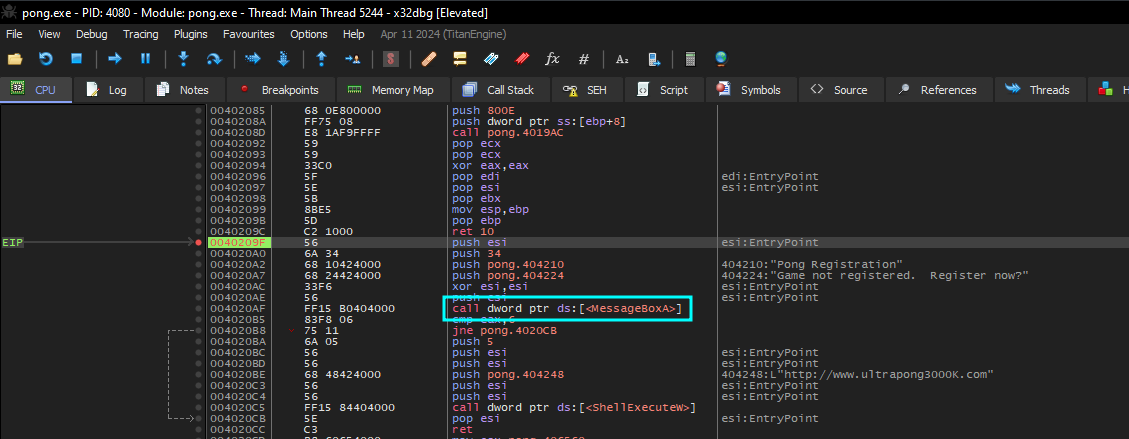 pong.exe - PID: 4080 - Module: pong.exe - Thread: Main Thread 5244 - x32dbg [Elevated]
File View Debug Tracing Plugins Favourites Options Help Apr 11 2024 (TitanEngine)
CPU Log Notes Breakpoints Memory Map Call Stack SEH Script Symbols Source References Threads H
00402085 68 0E800000 push 800E
0040208A FF75 08 push dword ptr ss:[ebp+8]
0040208D E8 1AF9FFFF call pong.4019AC
00402092 59 pop ecx
00402093 59 pop ecx
00402094 33C0 xor eax,eax
00402096 5F pop edi edi:EntryPoint
00402097 5E pop esi esi:EntryPoint
00402098 5B pop ebx
00402099 8BE5 mov esp,ebp
0040209B 5D pop ebp
0040209C C2 1000 ret 10
EIP 0040209F 56 push esi esi:EntryPoint
004020A0 6A 34 push 34
004020A2 68 10424000 push pong.404210 404210:"Pong Registration"
004020A7 68 24424000 push pong.404224 404224:"Game not registered.  Register now?"
004020AC 33F6 xor esi,esi esi:EntryPoint
004020AE 56 push esi esi:EntryPoint
004020AF FF15 B0404000 call dword ptr ds:[<MessageBoxA>]
004020B5 83F8 06 cmp eax,6
004020B8 75 11 jne pong.4020CB
004020BA 6A 05 push 5
004020BC 56 push esi esi:EntryPoint
004020BD 56 push esi esi:EntryPoint
004020BE 68 48424000 push pong.404248 404248:L"http://www.ultrapong3000K.com"
004020C3 56 push esi esi:EntryPoint
004020C4 56 push esi esi:EntryPoint
004020C5 FF15 84404000 call dword ptr ds:[<ShellExecuteW>]
004020CB 5E pop esi esi:EntryPoint
004020CC C3 ret